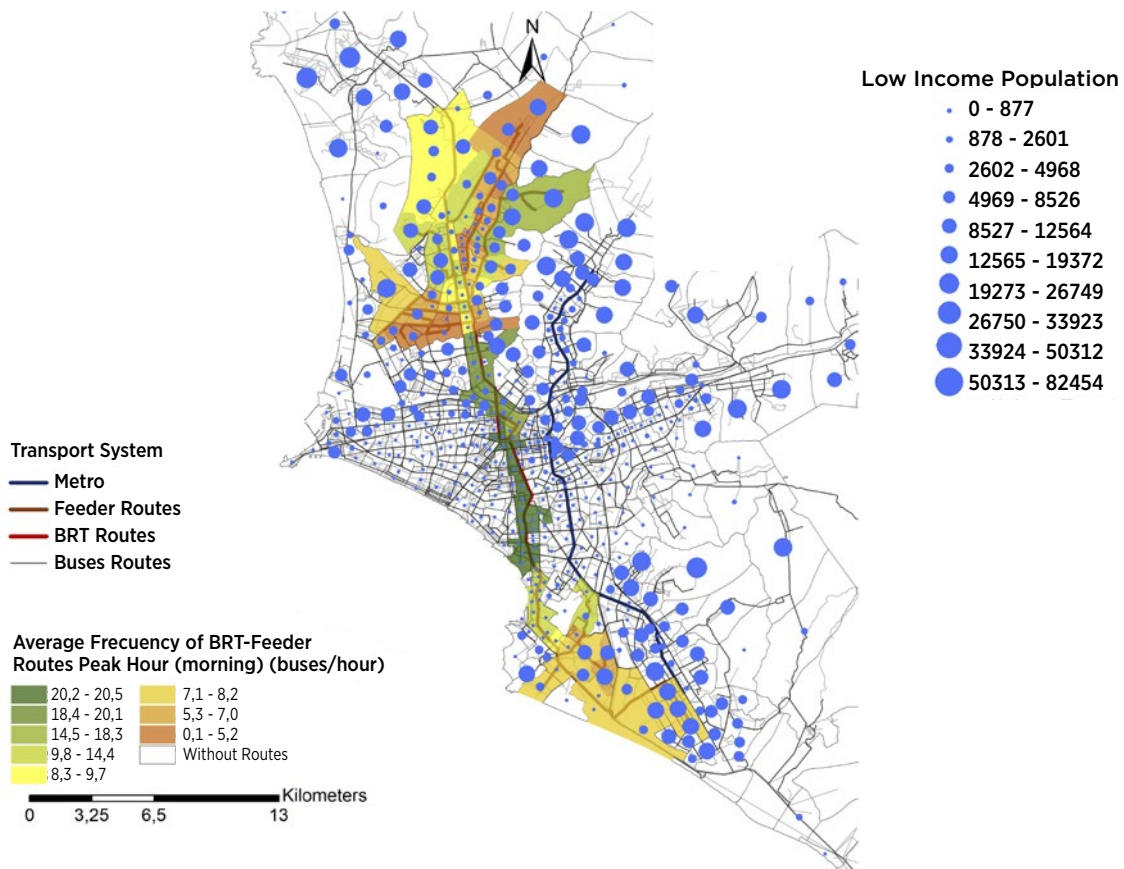 N
Low Income Population
0 - 877
878 - 2601
2602 - 4968
4969 - 8526
8527 - 12564
12565 - 19372
19273 - 26749
26750 - 33923
33924 - 50312
50313 - 82454
Transport System
Metro
Feeder Routes
BRT Routes
Buses Routes
Average Frecuency of BRT-Feeder
Routes Peak Hour (morning) (buses/hour)
20,2 - 20,5
18,4 - 20,1
14,5 - 18,3
9,8 - 14,4
8,3 - 9,7
7,1 - 8,2
5,3 - 7,0
0,1 - 5,2
Without Routes
Kilometers
0 3,25 6,5 13